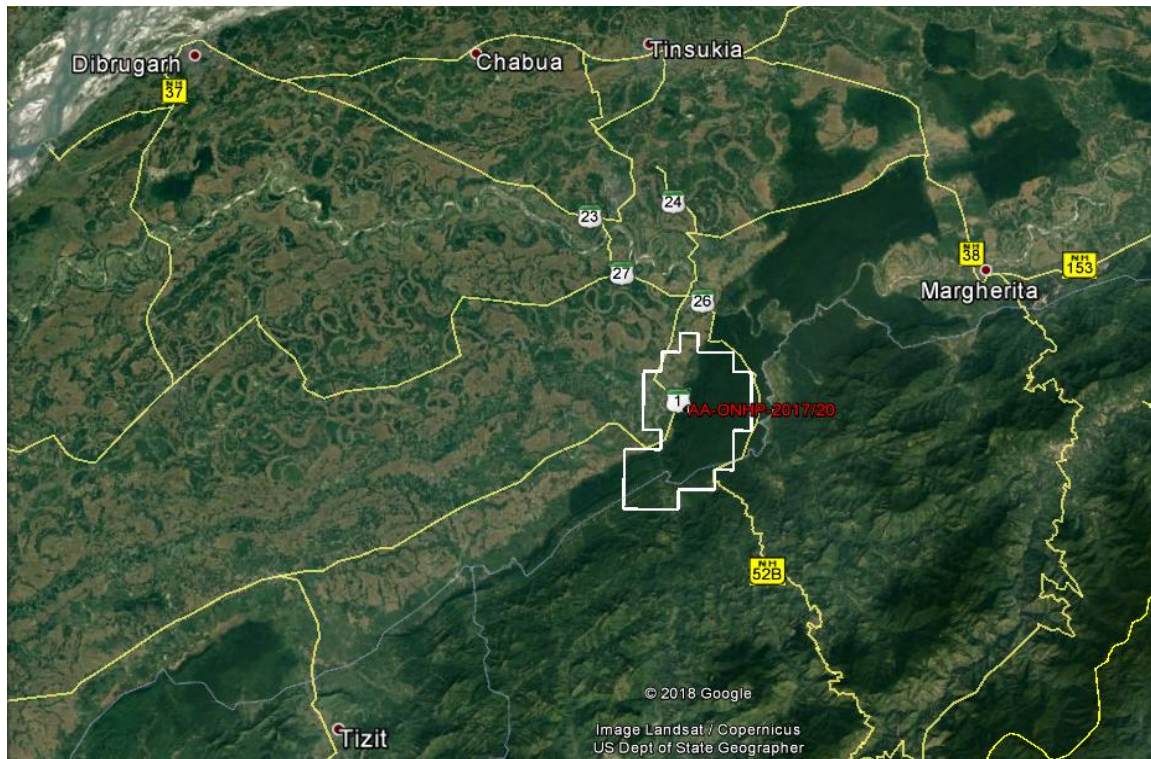 Tinsukia
Dibrugarh
Chabua
NH
37
24
23
NH
38
NH
153
27
Margherita
26
1
AA-ONHP-2017/20
NH
52B
© 2018 Google
Tizit
Image Landsat / Copernicus
US Dept of State Geographer